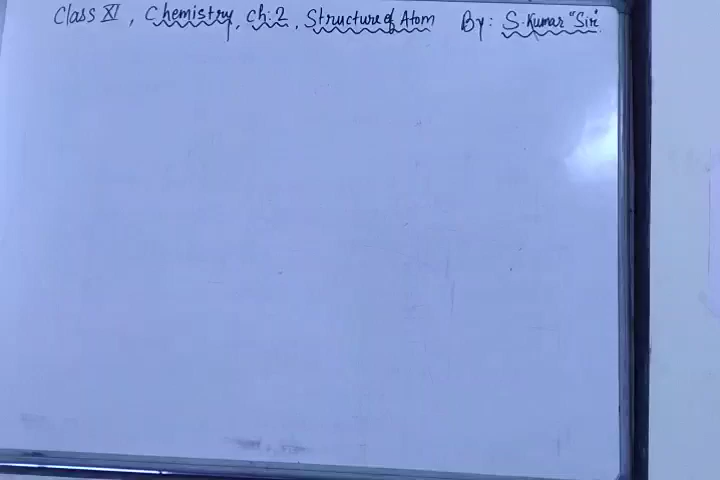 Class XI, Chemistry, Ch:2, Structure of Atom By: S. Kumar "Sir"